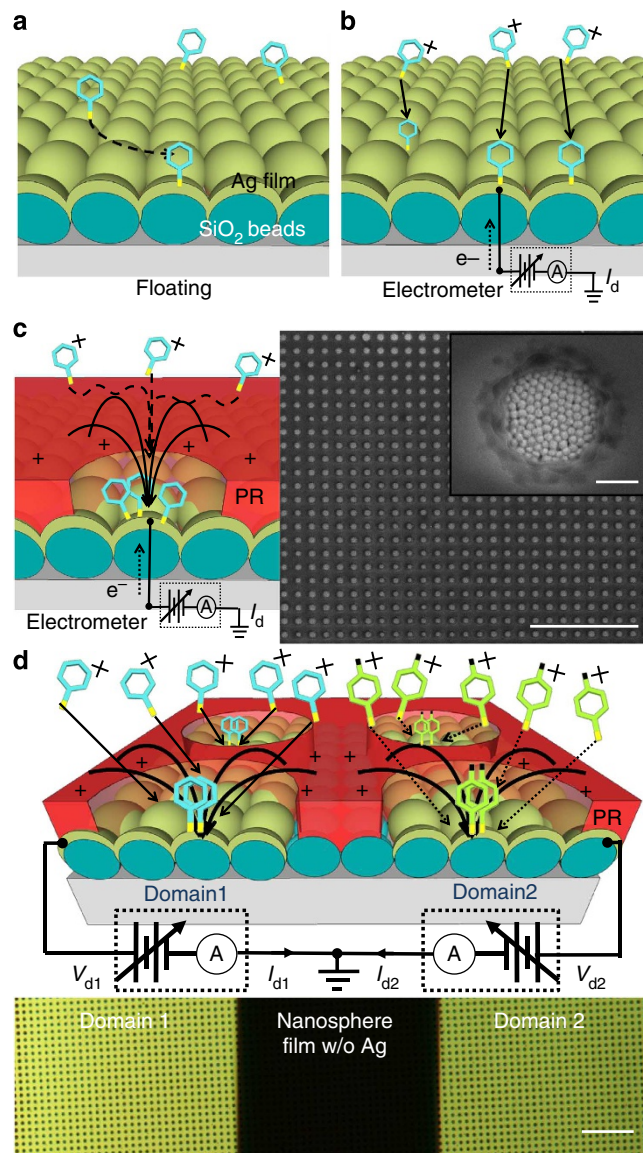 a
Ag film
SiO2 beads
Floating
b
e–
A
Id
Electrometer
c
+ + + +
+ +
PR
e–
A
Id
Electrometer
d
+ +
+ +
+ +
PR
Domain1 Domain2
A A
Vd1 Id1 Id2 Vd2
Domain 1 Nanosphere Domain 2
film w/o Ag